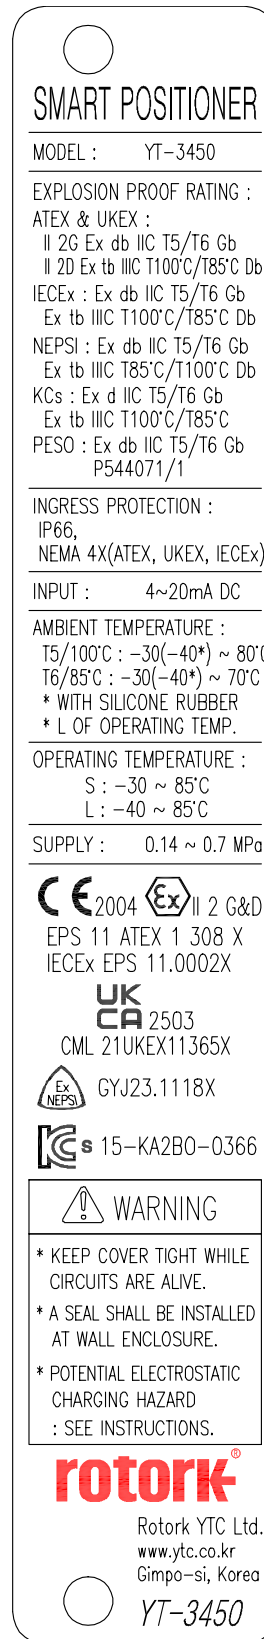 SMART POSITIONER
MODEL : YT-3450
EXPLOSION PROOF RATING :
ATEX & UKEX :
II 2G Ex db IIC T5/T6 Gb
II 2D Ex tb IIIC T100°C/T85°C Db
IECEx : Ex db IIC T5/T6 Gb
Ex tb IIIC T100°C/T85°C Db
NEPSI : Ex db IIC T5/T6 Gb
Ex tb IIIC T85°C/T100°C Db
KCs : Ex d IIC T5/T6 Gb
Ex tb IIIC T100°C/T85°C
PESO : Ex db IIC T5/T6 Gb
P544071/1
INGRESS PROTECTION :
IP66,
NEMA 4X(ATEX, UKEX, IECEx)
INPUT : 4~20mA DC
AMBIENT TEMPERATURE :
T5/100°C : -30(-40*) ~ 80°C
T6/85°C : -30(-40*) ~ 70°C
* WITH SILICONE RUBBER
* L OF OPERATING TEMP.
OPERATING TEMPERATURE :
S : -30 ~ 85°C
L : -40 ~ 85°C
SUPPLY : 0.14 ~ 0.7 MPa
CE 2004 Ex II 2 G&D
EPS 11 ATEX 1 308 X
IECEx EPS 11.0002X
UK
CA 2503
CML 21UKEX11365X
Ex
NEPSI GYJ23.1118X
KCs 15-KA2BO-0366
WARNING
* KEEP COVER TIGHT WHILE
CIRCUITS ARE ALIVE.
* A SEAL SHALL BE INSTALLED
AT WALL ENCLOSURE.
* POTENTIAL ELECTROSTATIC
CHARGING HAZARD
: SEE INSTRUCTIONS.
rotork®
Rotork YTC Ltd.
www.ytc.co.kr
Gimpo-si, Korea
YT-3450